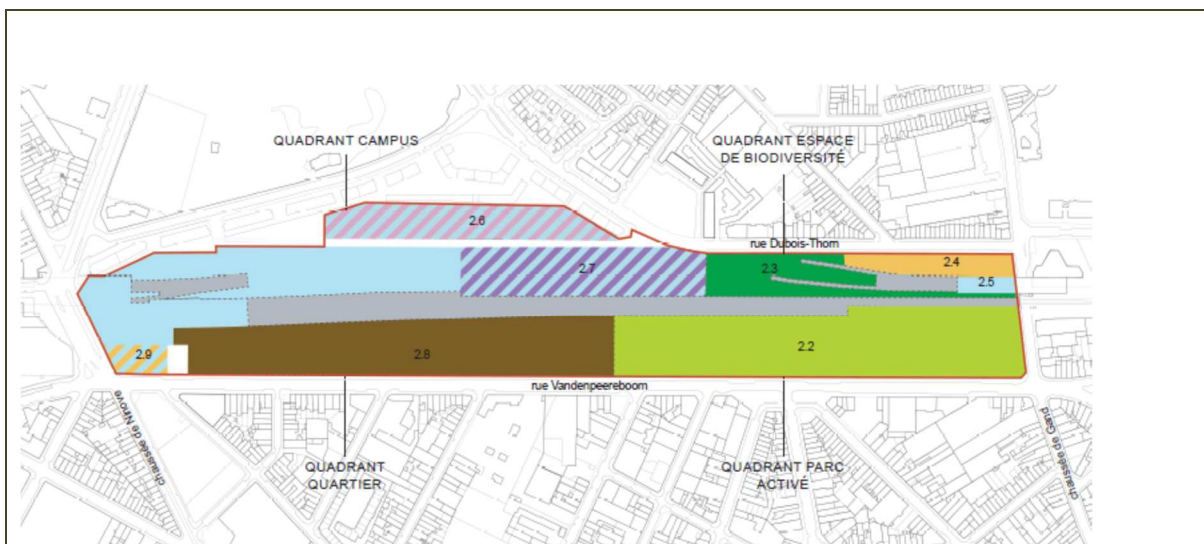 QUADRANT CAMPUS
QUADRANT ESPACE
DE BIODIVERSITÉ
2.6
rue Dubois-Thorn
2.4
2.3
2.7
2.5
2.2
2.9
2.8
rue Vandenpeereboom
chaussée de Ninove
QUADRANT
QUARTIER
QUADRANT PARC
ACTIVÉ
chaussée de Gand